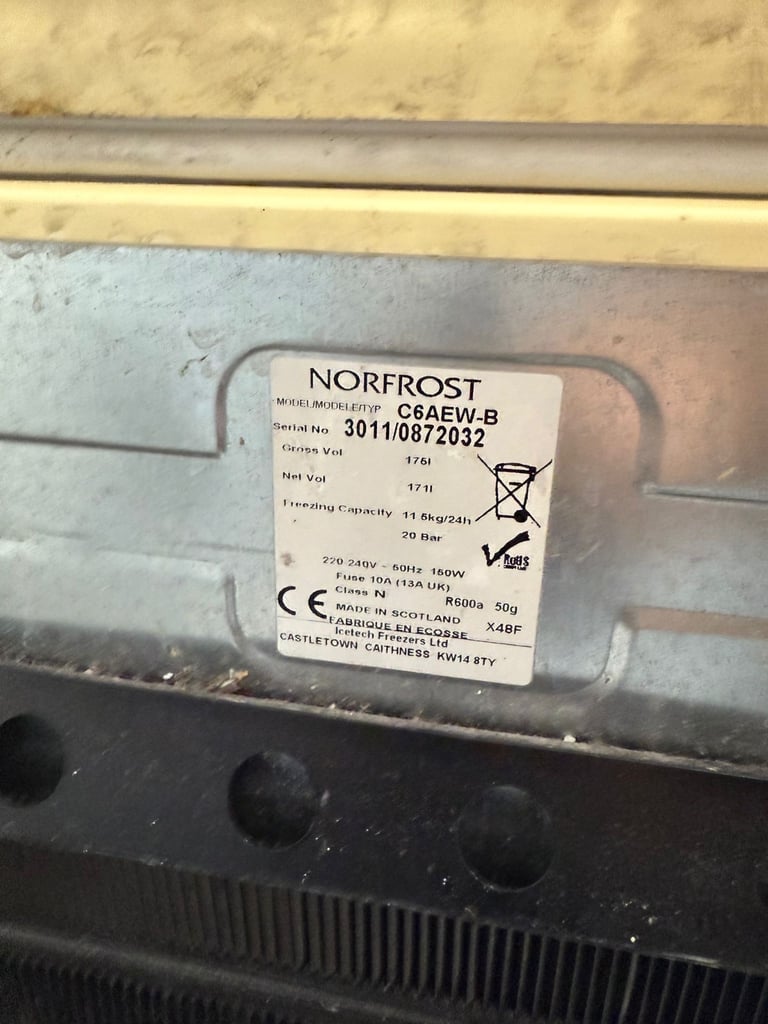 NORFROST
MODEL/MODELE/TYP C6AEW-B
Serial No 3011/0872032
Gross Vol 175l
Net Vol 171l
Freezing Capacity 11.5kg/24h
20 Bar
RoHS
220 240V ~ 50Hz 150W
Fuse 10A (13A UK)
Class N R600a 50g
CE MADE IN SCOTLAND X48F
FABRIQUE EN ECOSSE
Icetech Freezers Ltd
CASTLETOWN CAITHNESS KW14 8TY